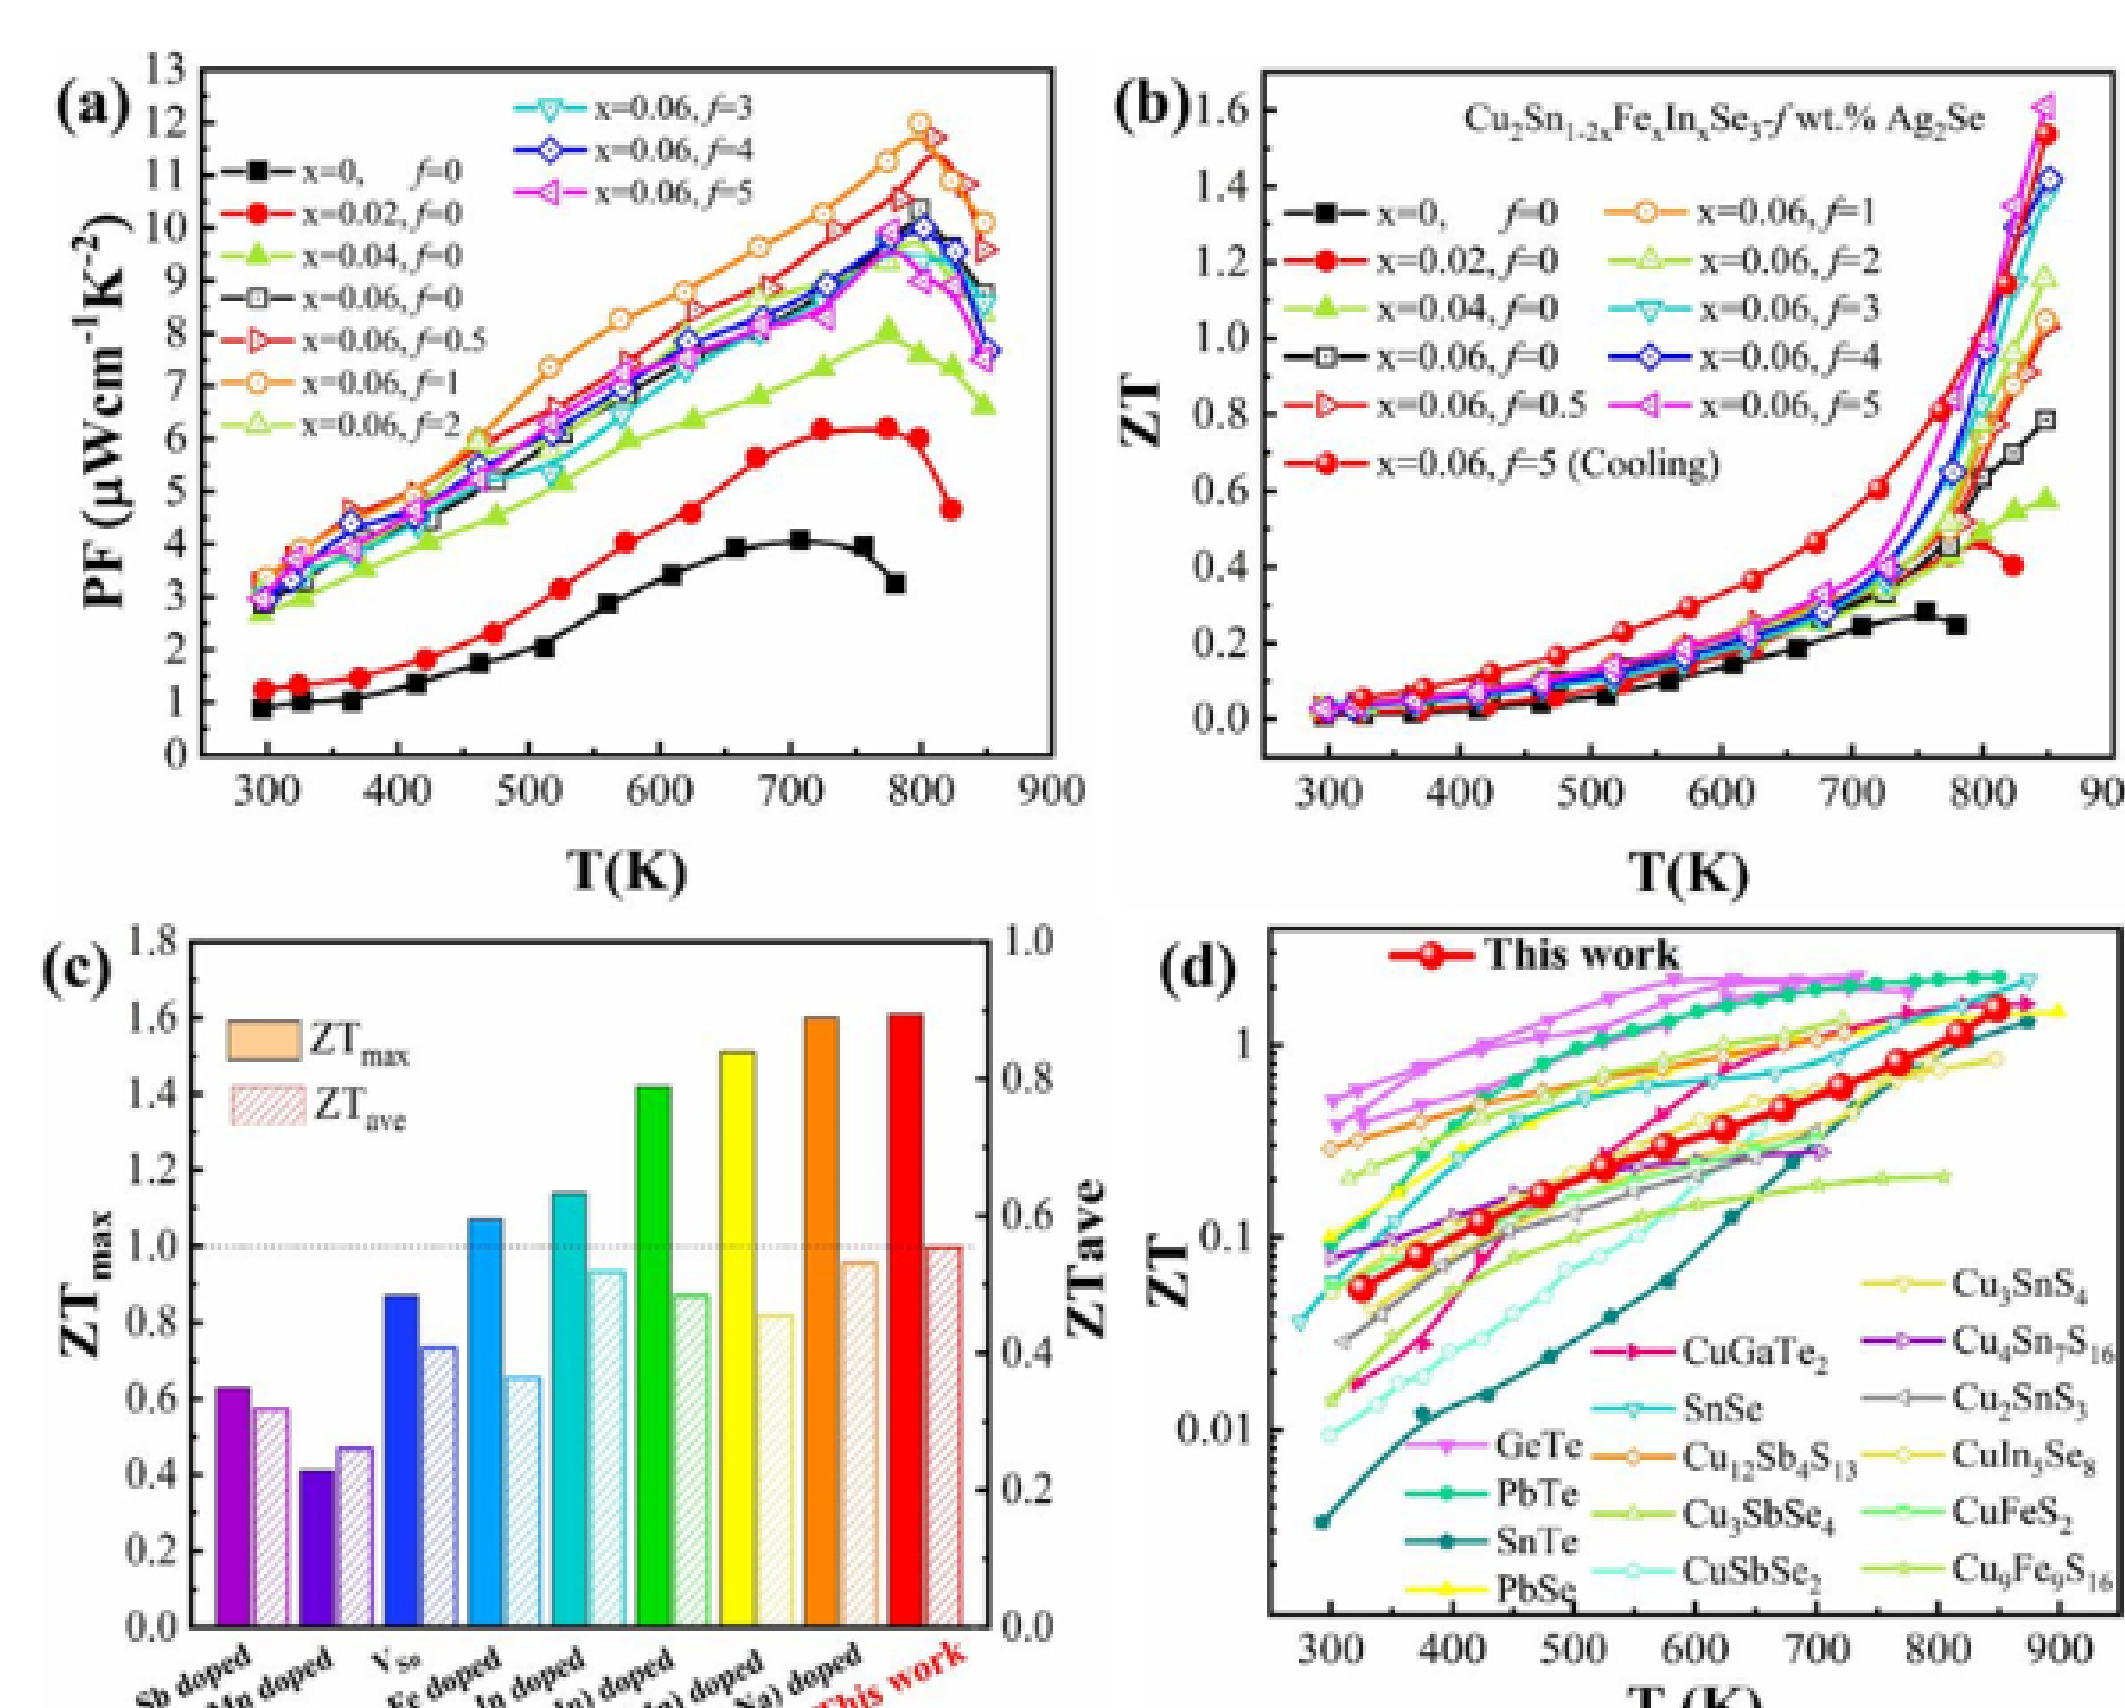 (a)
13
12
11
10
9
8
7
6
5
4
3
2
1
0
PF (μWcm⁻¹K⁻²)
x=0, f=0
x=0.02, f=0
x=0.04, f=0
x=0.06, f=0
x=0.06, f=0.5
x=0.06, f=1
x=0.06, f=2
x=0.06, f=3
x=0.06, f=4
x=0.06, f=5
300 400 500 600 700 800 900
T(K)
(b)
1.6
1.4
1.2
1.0
0.8
0.6
0.4
0.2
0.0
ZT
Cu₂Sn₁₋₂ₓFeₓInₓSe₃-f wt.% Ag₂Se
x=0, f=0
x=0.02, f=0
x=0.04, f=0
x=0.06, f=0
x=0.06, f=0.5
x=0.06, f=5 (Cooling)
x=0.06, f=1
x=0.06, f=2
x=0.06, f=3
x=0.06, f=4
x=0.06, f=5
300 400 500 600 700 800 90
T(K)
(c)
1.8
1.6
1.4
1.2
1.0
0.8
0.6
0.4
0.2
0.0
ZTmax
ZTmax
ZTave
1.0
0.8
0.6
0.4
0.2
0.0
ZTave
Sb doped
Mn doped
Fe doped
In doped
doped
doped
doped
This work
(d)
This work
1
0.1
0.01
ZT
GeTe
PbTe
SnTe
PbSe
CuGaTe₂
SnSe
Cu₁₂Sb₄S₁₃
Cu₃SbSe₄
CuSbSe₂
Cu₃SnS₄
Cu₄Sn₇S₁₆
Cu₂SnS₃
CuIn₅Se₈
CuFeS₂
Cu₉Fe₉S₁₆
300 400 500 600 700 800 900
T (K)